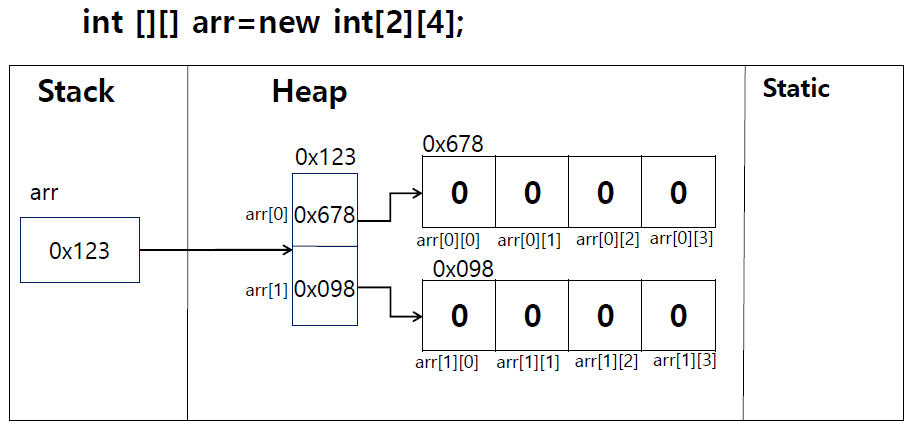 int [][] arr=new int[2][4];
Stack
Heap
Static
arr
0x123
0x123
arr[0] 0x678
arr[1] 0x098
0x678
0 0 0 0
arr[0][0] arr[0][1] arr[0][2] arr[0][3]
0x098
0 0 0 0
arr[1][0] arr[1][1] arr[1][2] arr[1][3]